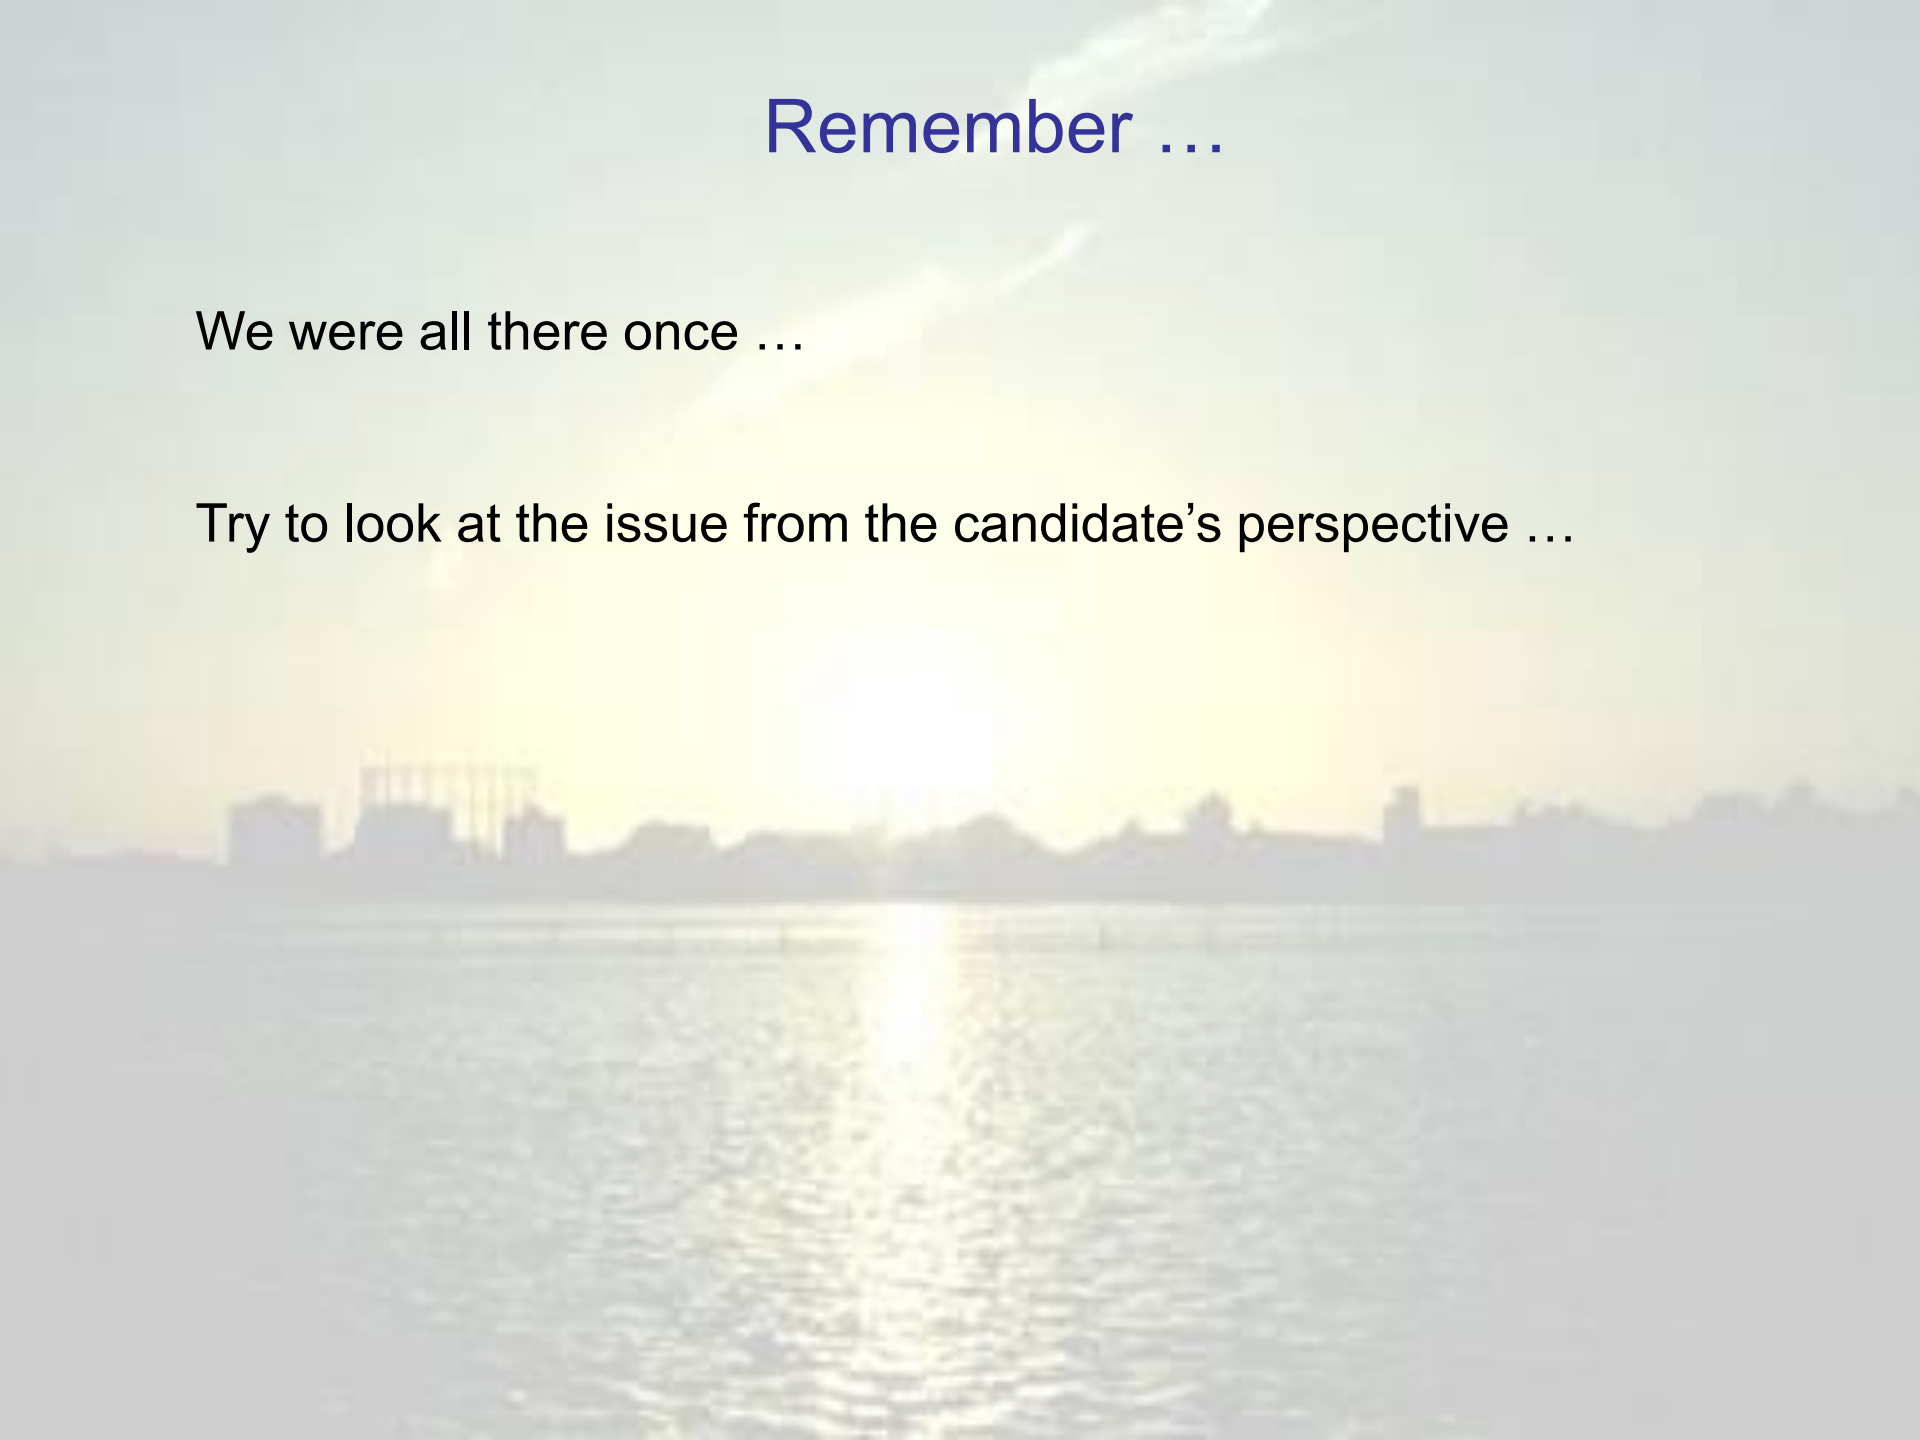 Remember …
We were all there once …
Try to look at the issue from the candidate’s perspective …